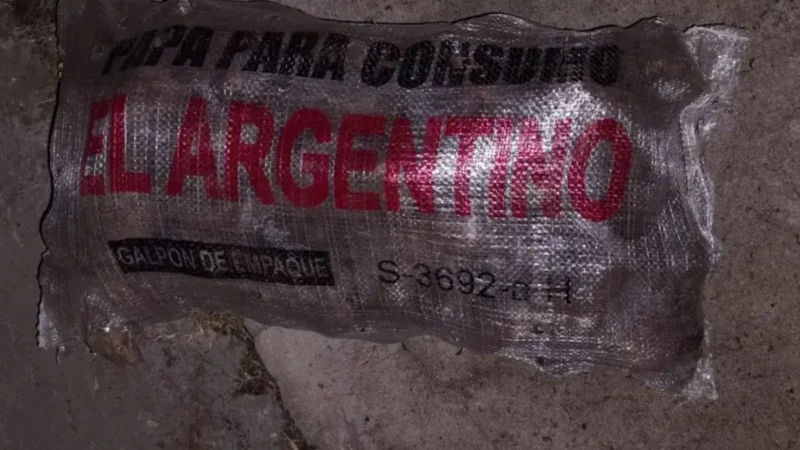 PAPA PARA CONSUMO
EL ARGENTINO
GALPON DE EMPAQUE
S-3692-